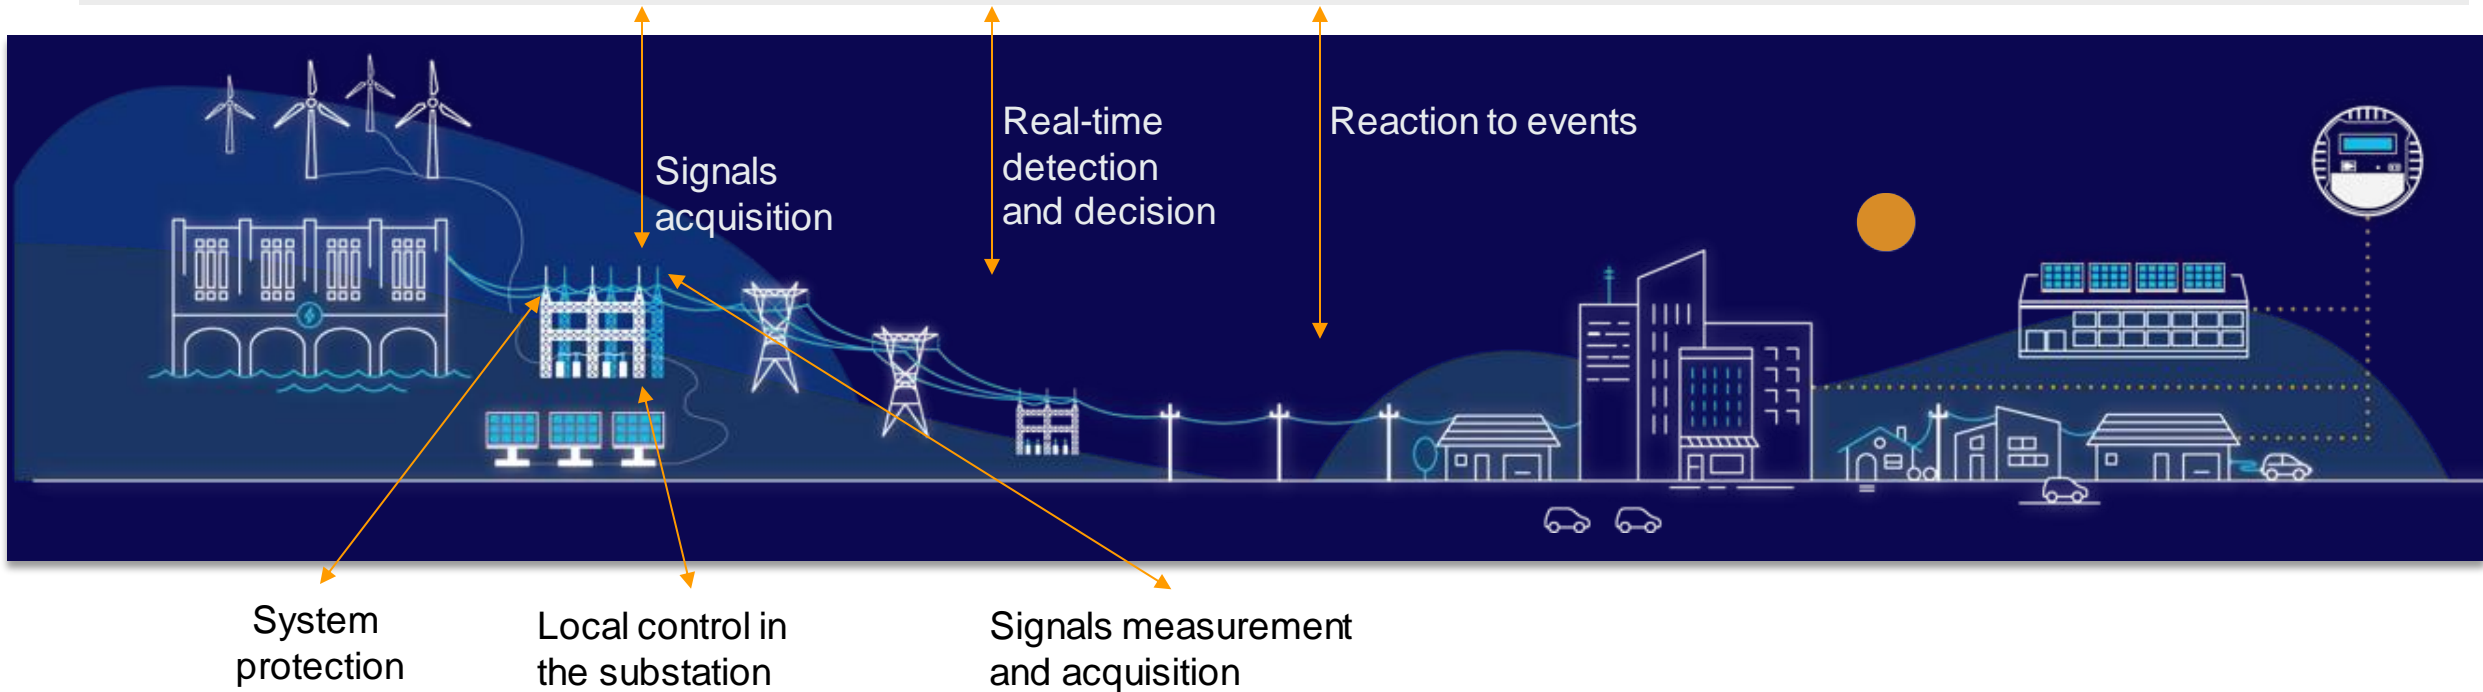 Signals
acquisition
Real-time
detection
and decision
Reaction to events
System
protection
Local control in
the substation
Signals measurement
and acquisition